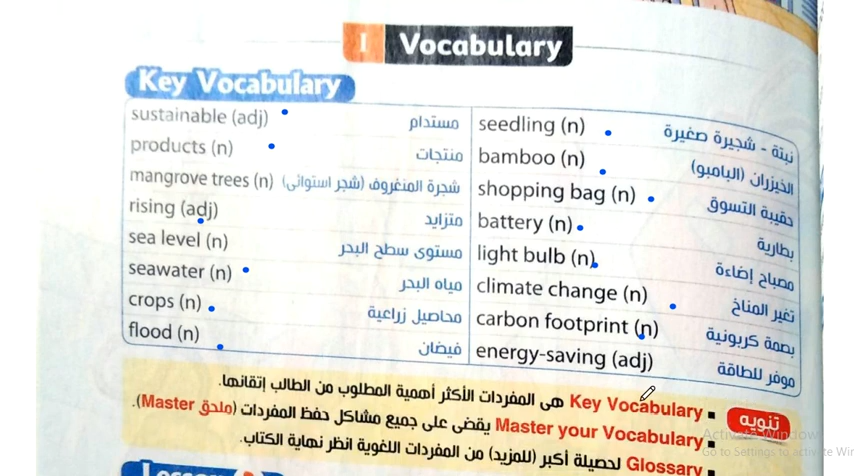 I Vocabulary
Key Vocabulary
sustainable (adj) مستدام
products (n) منتجات
mangrove trees (n) شجرة المنغروف (شجر استوائى)
rising (adj) متزايد
sea level (n) مستوى سطح البحر
seawater (n) مياه البحر
crops (n) محاصيل زراعية
flood (n) فيضان
seedling (n) نبتة - شجيرة صغيرة
bamboo (n) الخيزران (البامبو)
shopping bag (n) حقيبة التسوق
battery (n) بطارية
light bulb (n) مصباح إضاءة
climate change (n) تغير المناخ
carbon footprint (n) بصمة كربونية
energy-saving (adj) موفر للطاقة
تنويه
▪ Key Vocabulary هى المفردات الأكثر أهمية المطلوب من الطالب إتقانها.
▪ Master your Vocabulary يقضى على جميع مشاكل حفظ المفردات (ملحق Master).
▪ Glossary لحصيلة أكبر (للمزيد) من المفردات اللغوية انظر نهاية الكتاب.
Activate Window
Go to Settings to activate Wir